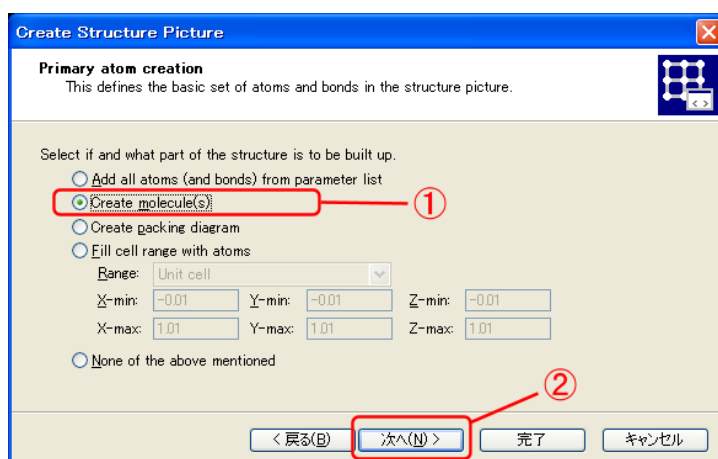 Create Structure Picture
Primary atom creation
This defines the basic set of atoms and bonds in the structure picture.
Select if and what part of the structure is to be built up.
Add all atoms (and bonds) from parameter list
Create molecule(s)
①
Create packing diagram
Fill cell range with atoms
Range: Unit cell
X-min: -0.01 Y-min: -0.01 Z-min: -0.01
X-max: 1.01 Y-max: 1.01 Z-max: 1.01
None of the above mentioned
②
< 戻る(B) 次へ(N) > 完了 キャンセル